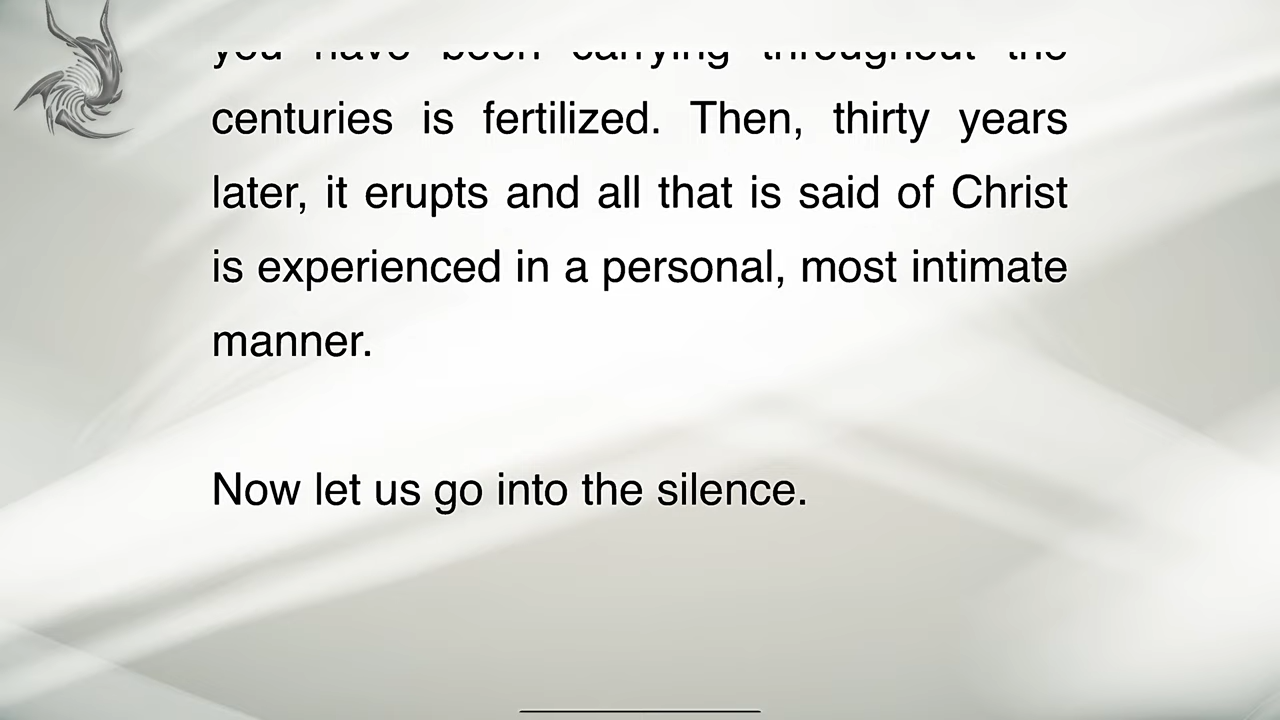 you have been carrying throughout the
centuries is fertilized. Then, thirty years
later, it erupts and all that is said of Christ
is experienced in a personal, most intimate
manner.
Now let us go into the silence.